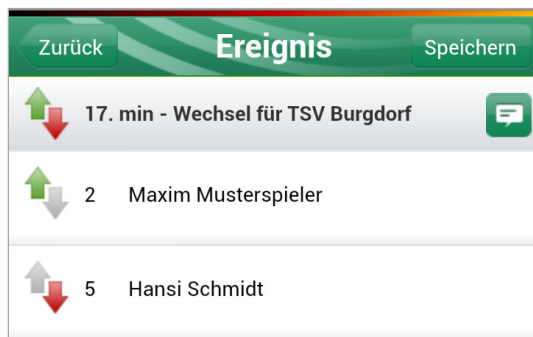 Zurück Ereignis Speichern
17. min - Wechsel für TSV Burgdorf
2 Maxim Musterspieler
5 Hansi Schmidt